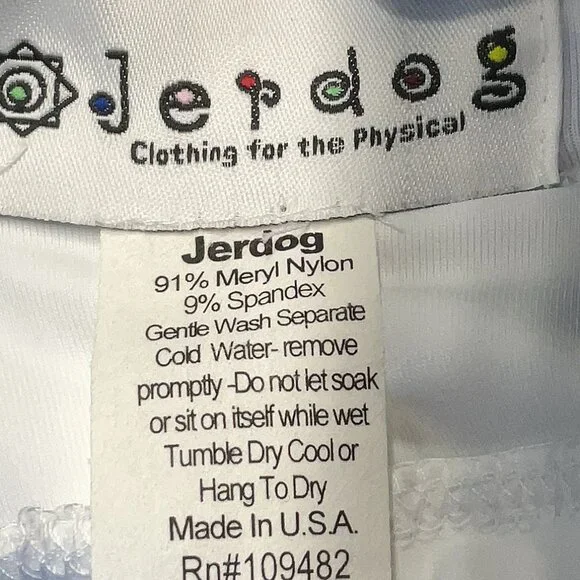 Jerdog
Clothing for the Physical
Jerdog
91% Meryl Nylon
9% Spandex
Gentle Wash Separate
Cold Water- remove
promptly -Do not let soak
or sit on itself while wet
Tumble Dry Cool or
Hang To Dry
Made In U.S.A.
Rn#109482